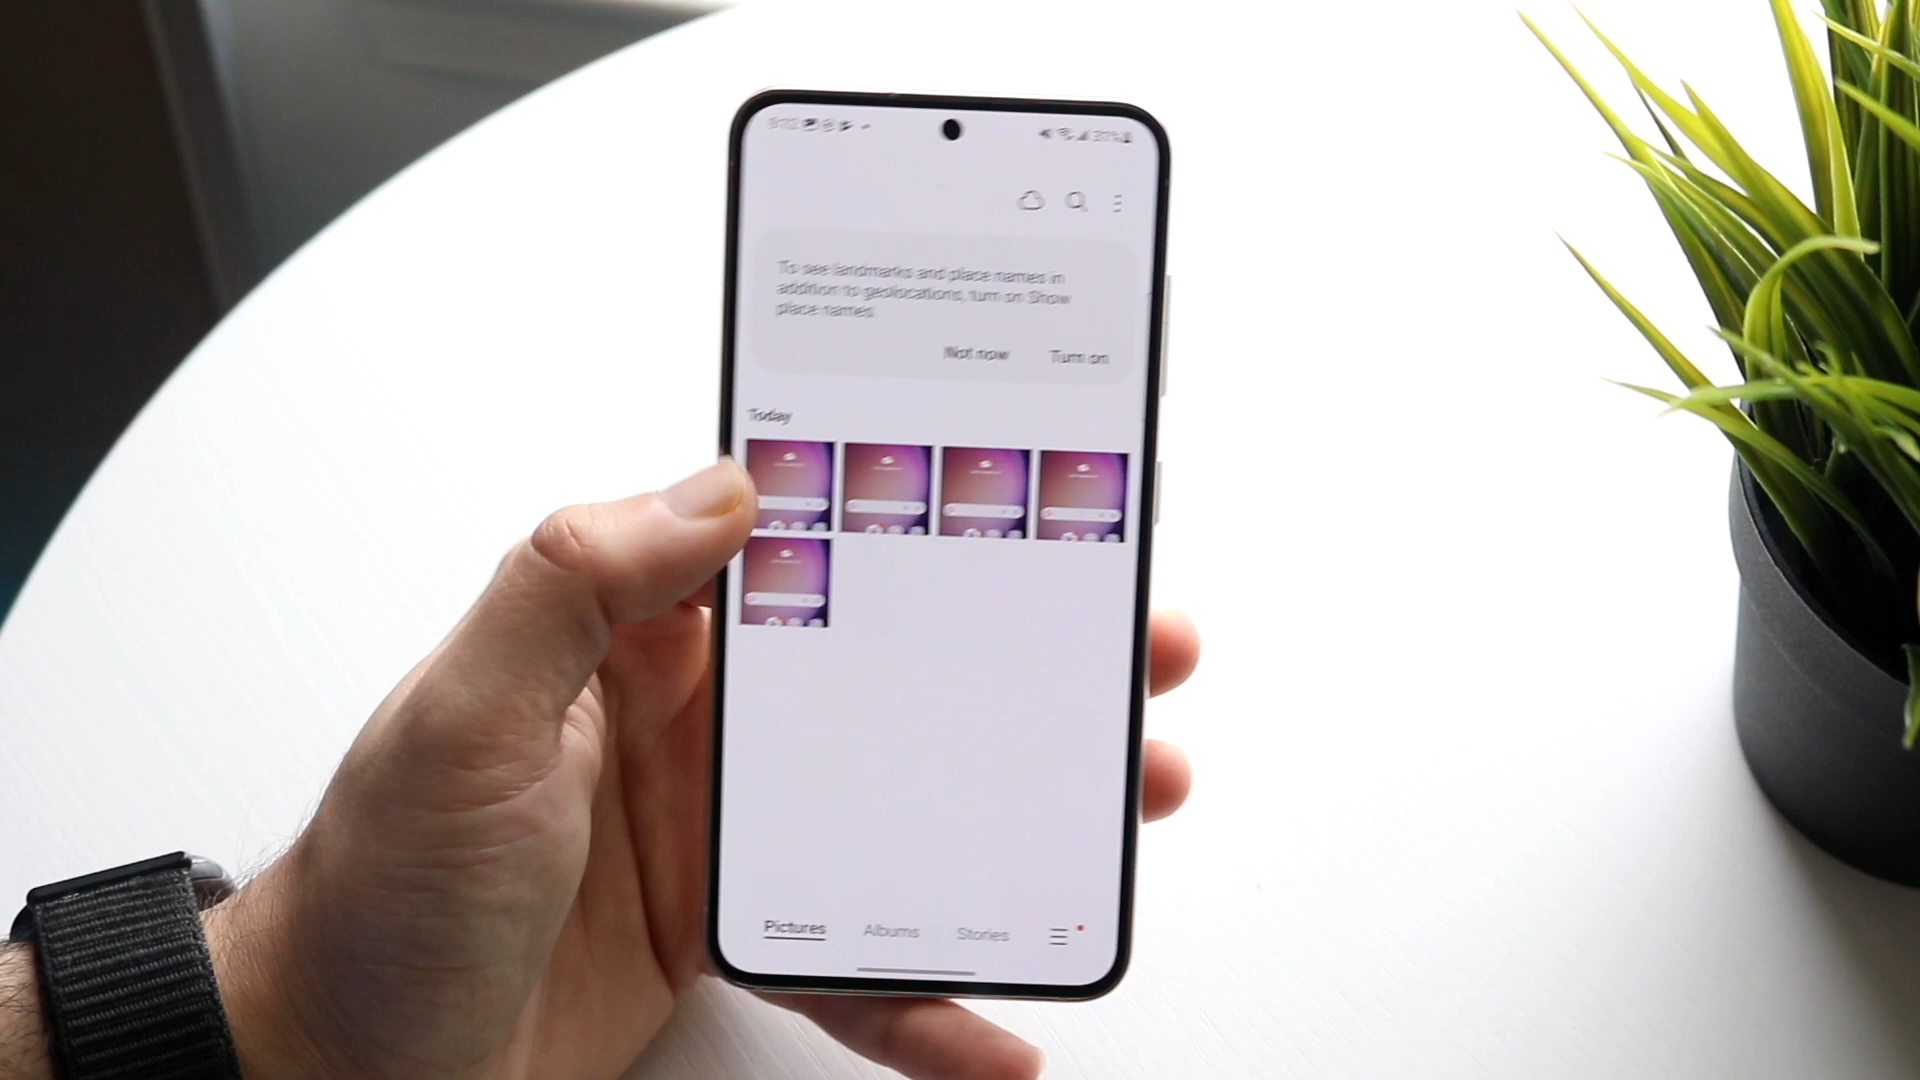 To see landmarks and place names in
addition to geolocations, turn on Show
place names.
Not now Turn on
Today
Pictures Albums Stories